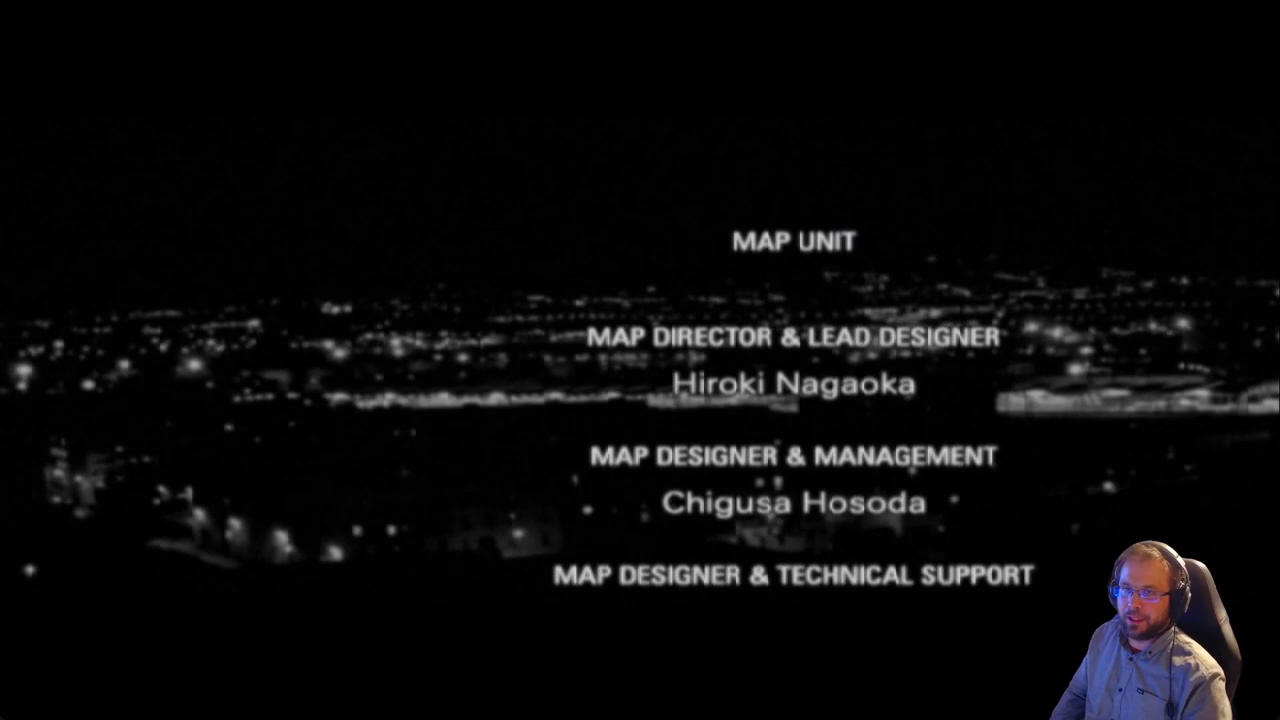 MAP UNIT
MAP DIRECTOR & LEAD DESIGNER
Hiroki Nagaoka
MAP DESIGNER & MANAGEMENT
Chigusa Hosoda
MAP DESIGNER & TECHNICAL SUPPORT